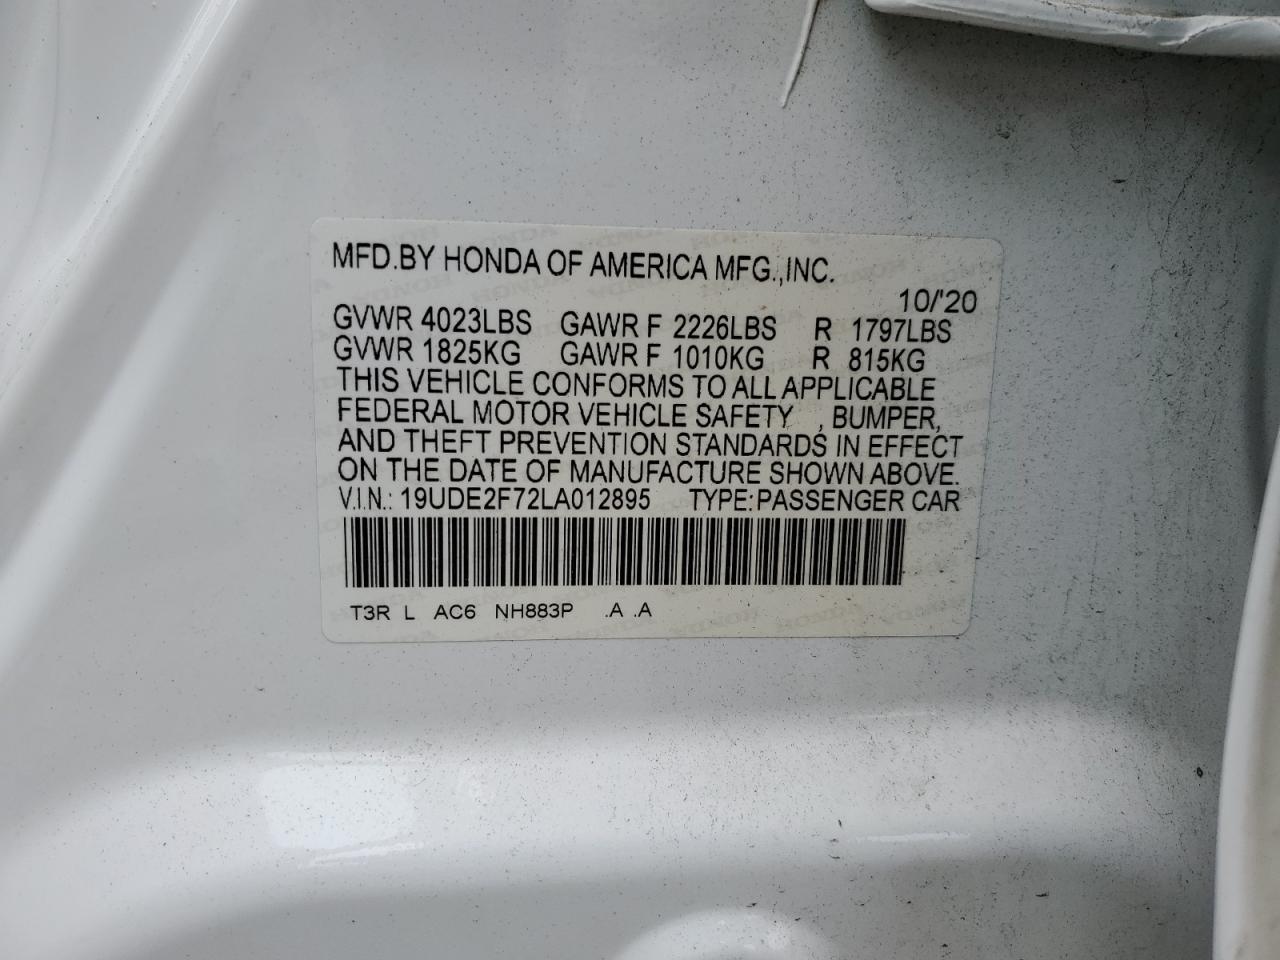 MFD.BY HONDA OF AMERICA MFG.,INC.
10/'20
GVWR 4023LBS GAWR F 2226LBS R 1797LBS
GVWR 1825KG GAWR F 1010KG R 815KG
THIS VEHICLE CONFORMS TO ALL APPLICABLE
FEDERAL MOTOR VEHICLE SAFETY , BUMPER,
AND THEFT PREVENTION STANDARDS IN EFFECT
ON THE DATE OF MANUFACTURE SHOWN ABOVE.
V.I.N.: 19UDE2F72LA012895 TYPE:PASSENGER CAR
T3R L AC6 NH883P .A .A